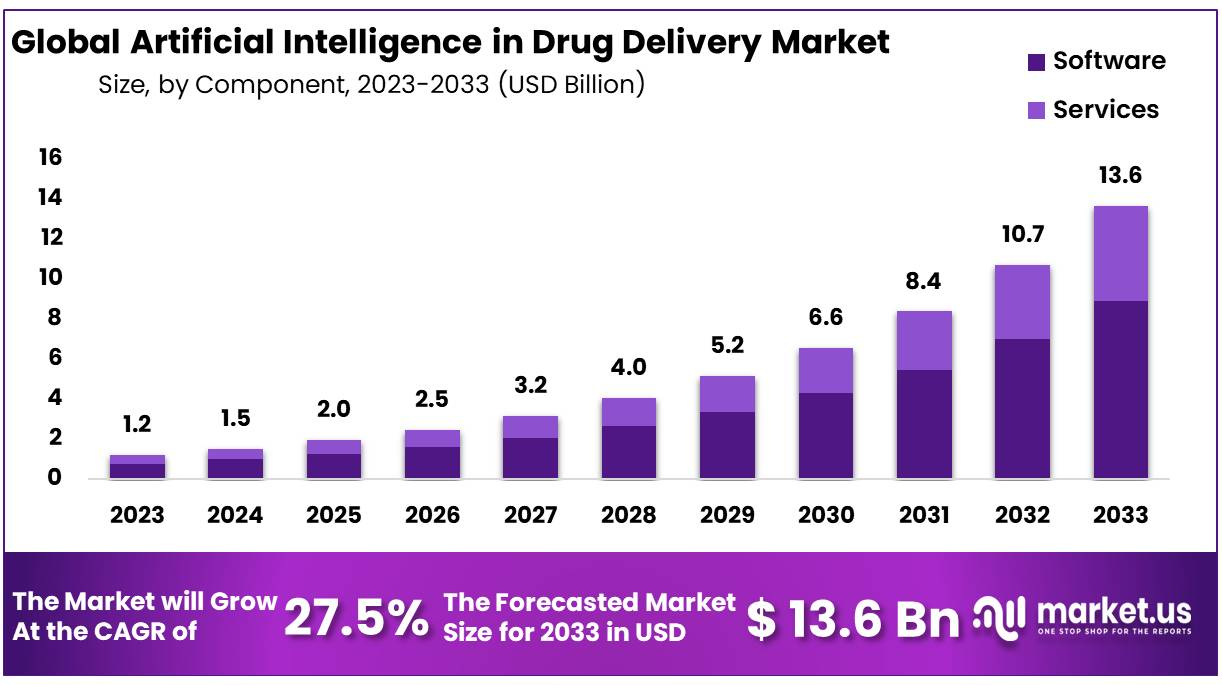 Global Artificial Intelligence in Drug Delivery Market
Size, by Component, 2023-2033 (USD Billion)
Software
Services
16
14
12
10
8
6
4
2
0
1.2
1.5
2.0
2.5
3.2
4.0
5.2
6.6
8.4
10.7
13.6
2023
2024
2025
2026
2027
2028
2029
2030
2031
2032
2033
The Market will Grow
At the CAGR of
27.5%
The Forecasted Market
Size for 2033 in USD
$ 13.6 Bn
market.us
ONE STOP SHOP FOR THE REPORTS